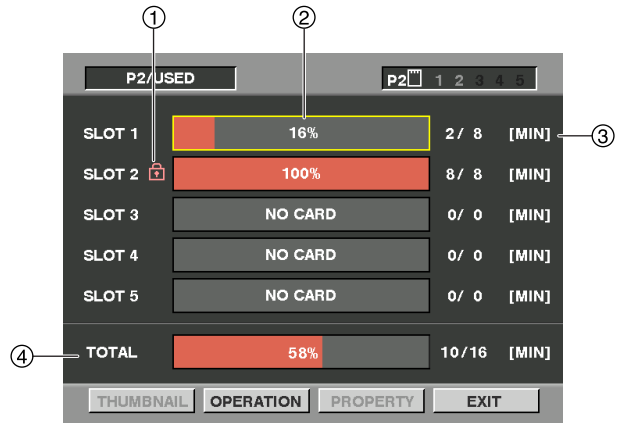 ① ②
P2/USED P2 1 2 3 4 5
SLOT 1 16% 2/ 8 [MIN] ③
SLOT 2 100% 8/ 8 [MIN]
SLOT 3 NO CARD 0/ 0 [MIN]
SLOT 4 NO CARD 0/ 0 [MIN]
SLOT 5 NO CARD 0/ 0 [MIN]
④ TOTAL 58% 10/16 [MIN]
THUMBNAIL OPERATION PROPERTY EXIT